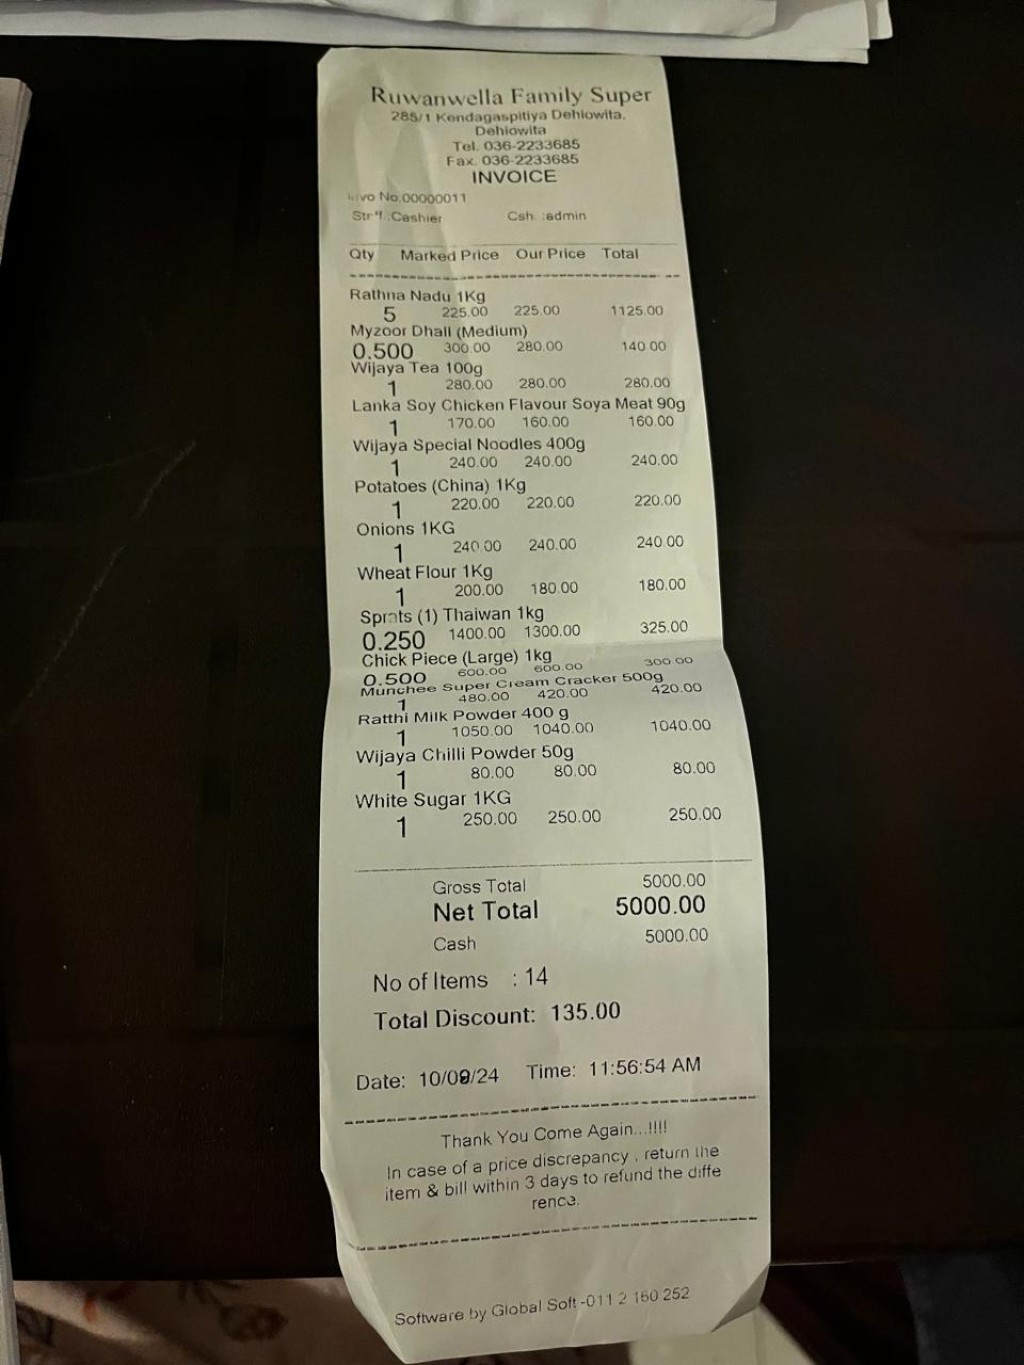 Ruwanwella Family Super
285/1 Kendagaspitiya Dehiowita.
Dehiowita
Tel. 036-2233685
Fax. 036-2233685
INVOICE
No.00000011
Cashier Csh :admin
Qty Marked Price Our Price Total
Rathna Nadu 1Kg
5 225.00 225.00 1125.00
Myzoor Dhall (Medium)
0.500 300.00 280.00 140.00
Wijaya Tea 100g
1 280.00 280.00 280.00
Lanka Soy Chicken Flavour Soya Meat 90g
1 170.00 160.00 160.00
Wijaya Special Noodles 400g
1 240.00 240.00 240.00
Potatoes (China) 1Kg
1 220.00 220.00 220.00
Onions 1KG
1 240.00 240.00 240.00
Wheat Flour 1Kg
1 200.00 180.00 180.00
Sprats (1) Thaiwan 1kg
0.250 1400.00 1300.00 325.00
Chick Piece (Large) 1kg
0.500 600.00 600.00 300.00
Munchee Super Cream Cracker 500g
1 480.00 420.00 420.00
Ratthi Milk Powder 400 g
1 1050.00 1040.00 1040.00
Wijaya Chilli Powder 50g
1 80.00 80.00 80.00
White Sugar 1KG
1 250.00 250.00 250.00
Gross Total 5000.00
Net Total 5000.00
Cash 5000.00
No of Items : 14
Total Discount: 135.00
Date: Time: 11:56:54 AM
Thank You Come Again...!!!!
In case of a price discrepancy , return the
item & bill within 3 days to refund the diffe
rence.
Software by Global Soft -011 2 160 252